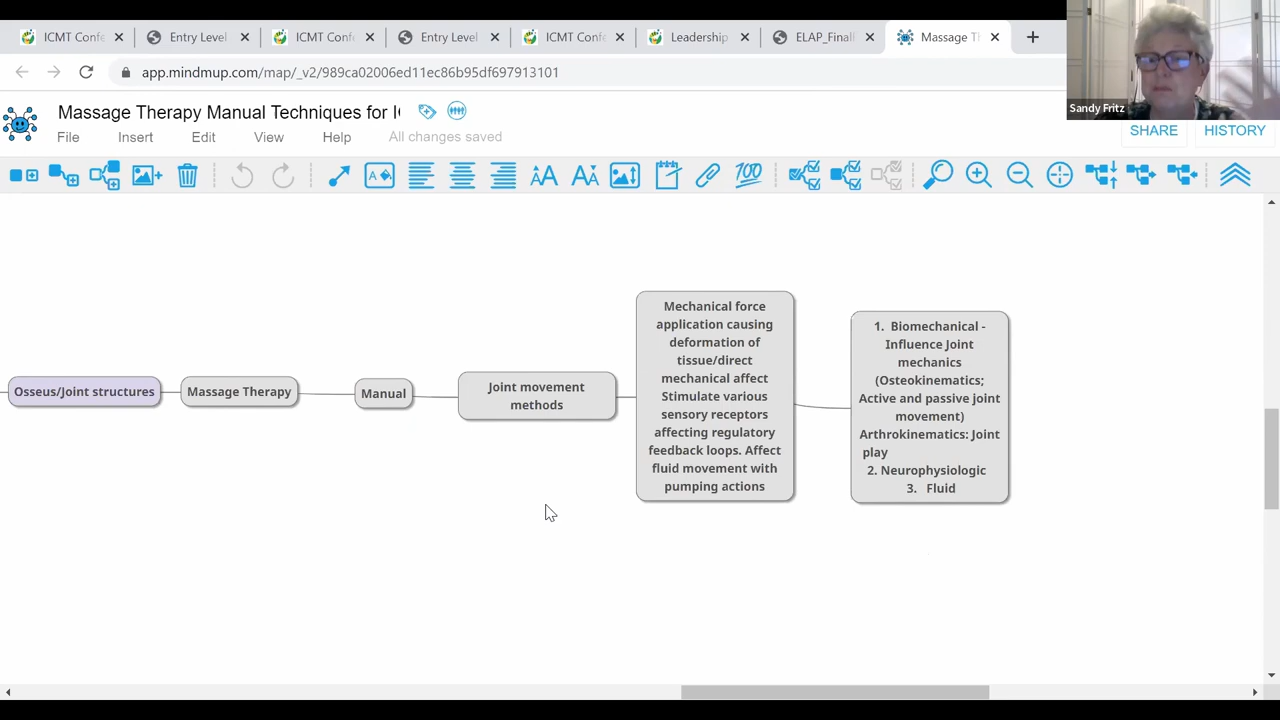 ICMT Confe
Entry Level
ICMT Confe
Entry Level
ICMT Confe
Leadership
ELAP_Finall
Massage Th
app.mindmup.com/map/_v2/989ca02006ed11ec86b95df697913101
Sandy Fritz
Massage Therapy Manual Techniques for I
File Insert Edit View Help All changes saved
SHARE HISTORY
A AA AA 100
Osseus/Joint structures
Massage Therapy
Manual
Joint movement
methods
Mechanical force
application causing
deformation of
tissue/direct
mechanical affect
Stimulate various
sensory receptors
affecting regulatory
feedback loops. Affect
fluid movement with
pumping actions
1. Biomechanical -
Influence Joint
mechanics
(Osteokinematics;
Active and passive joint
movement)
Arthrokinematics: Joint
play
2. Neurophysiologic
3. Fluid